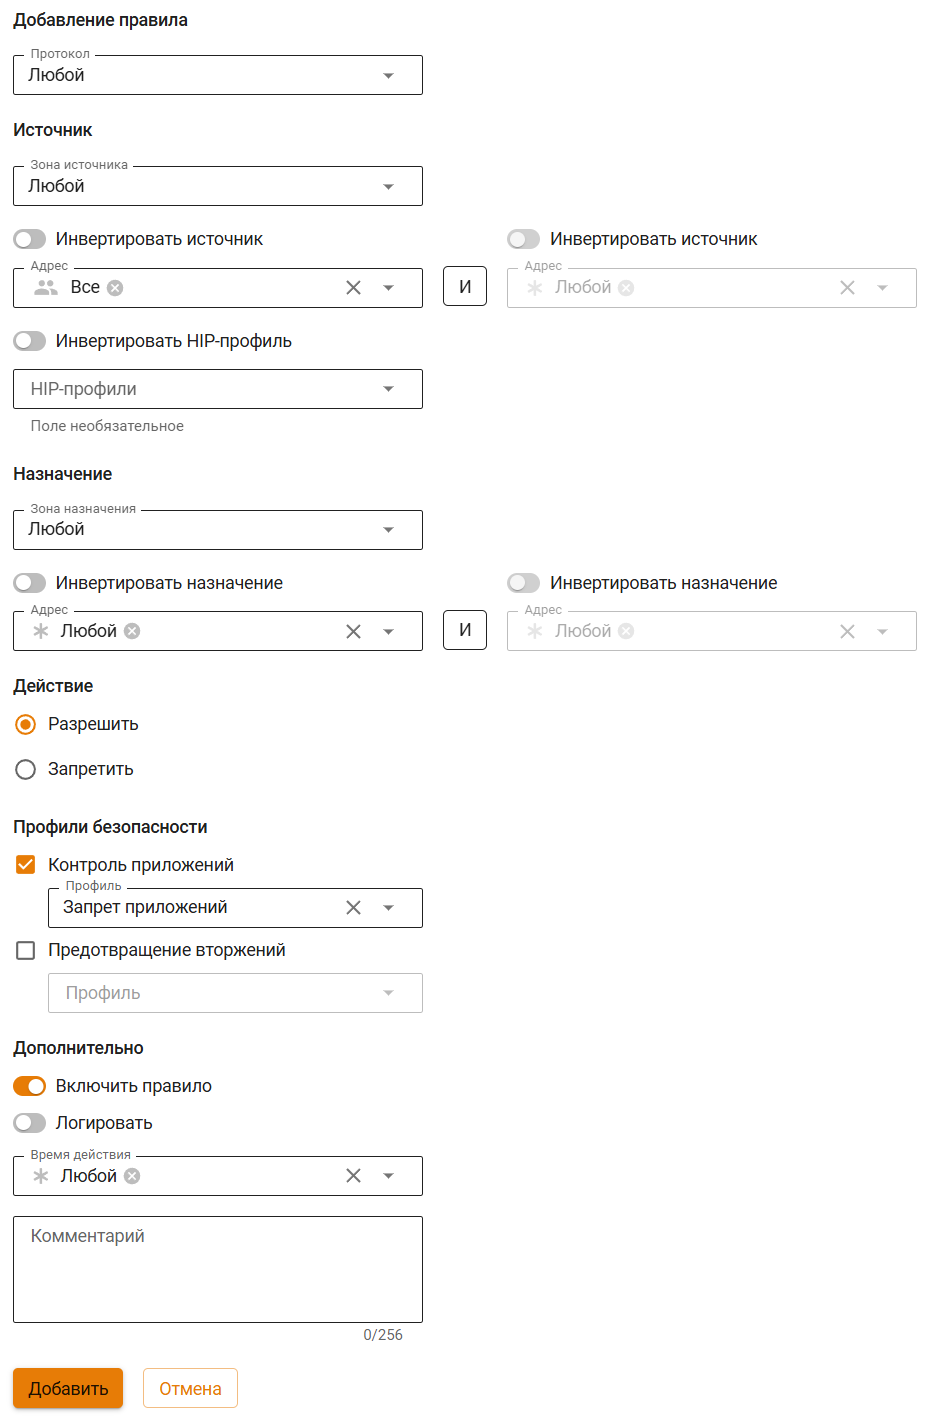 Добавление правила
Протокол
Любой
Источник
Зона источника
Любой
Инвертировать источник
Инвертировать источник
Адрес
Все
И
Адрес
Любой
Инвертировать HIP-профиль
HIP-профили
Поле необязательное
Назначение
Зона назначения
Любой
Инвертировать назначение
Инвертировать назначение
Адрес
Любой
И
Адрес
Любой
Действие
Разрешить
Запретить
Профили безопасности
Контроль приложений
Профиль
Запрет приложений
Предотвращение вторжений
Профиль
Дополнительно
Включить правило
Логировать
Время действия
Любой
Комментарий
0/256
Добавить
Отмена